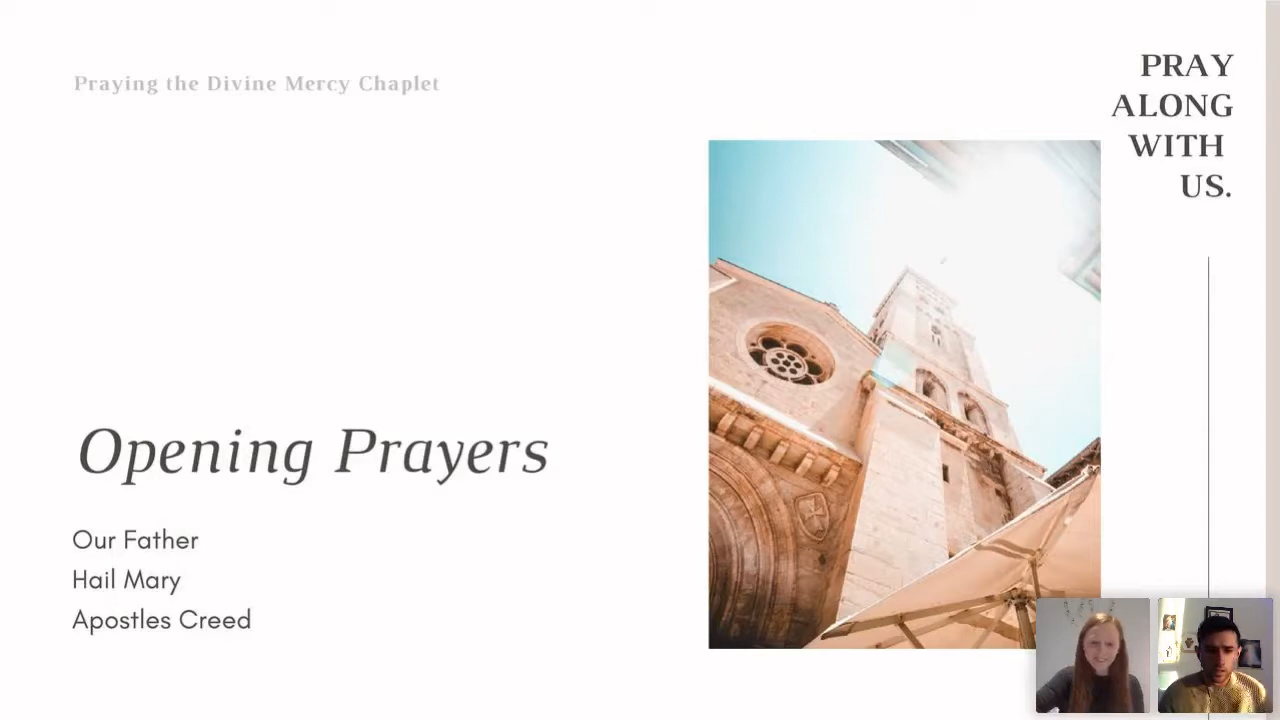 Praying the Divine Mercy Chaplet
PRAY
ALONG
WITH
US.
Opening Prayers
Our Father
Hail Mary
Apostles Creed